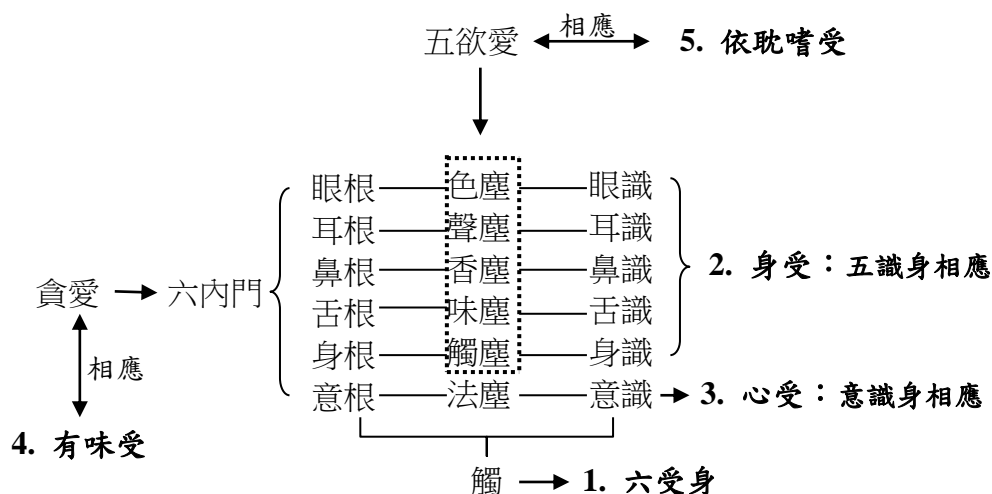 五欲愛 相應 5. 依耽嗜受
眼根 色塵 眼識
耳根 聲塵 耳識
鼻根 香塵 鼻識
2. 身受：五識身相應
貪愛 六內門
舌根 味塵 舌識
身根 觸塵 身識
相應
意根 法塵 意識 3. 心受：意識身相應
4. 有味受
觸 1. 六受身